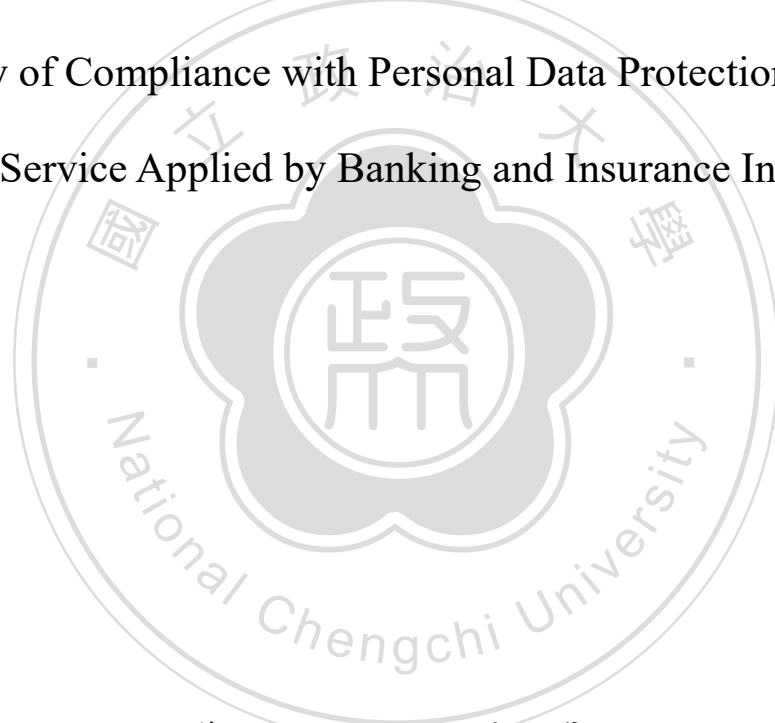 y of Compliance with Personal Data Protection
Service Applied by Banking and Insurance In
國立政治大學
政
National Chengchi University